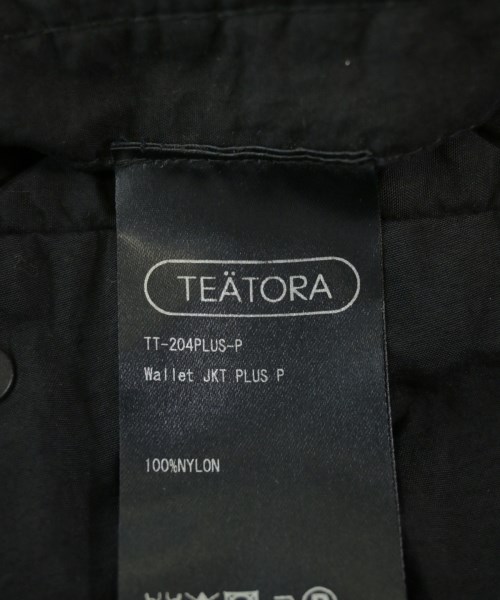 TEÄTORA
TT-204PLUS-P
Wallet JKT PLUS P
100%NYLON